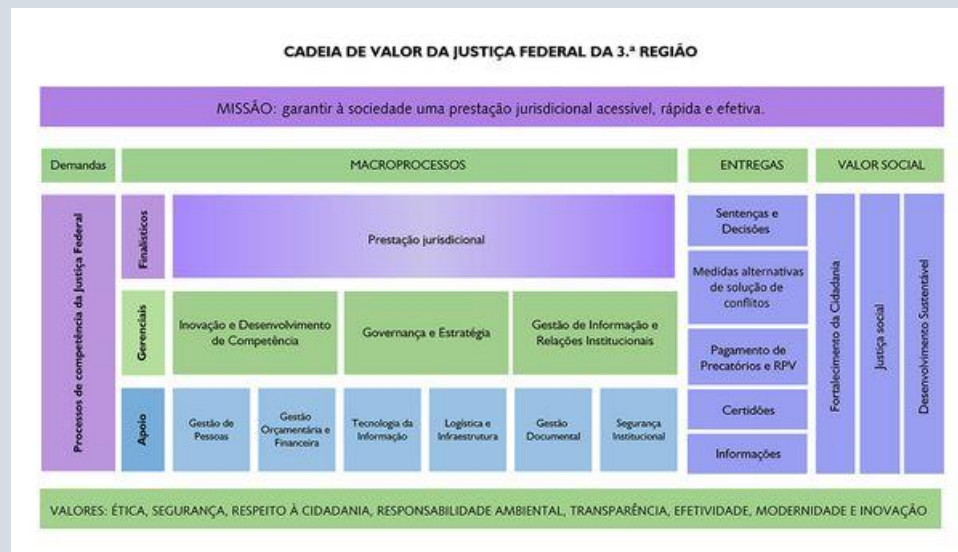 CADEIA DE VALOR DA JUSTIÇA FEDERAL DA 3.ª REGIÃO
MISSÃO: garantir à sociedade uma prestação jurisdicional acessível, rápida e efetiva.
Demandas
MACROPROCESSOS
ENTREGAS
VALOR SOCIAL
Processos de competência da Justiça Federal
Finalísticos
Prestação jurisdicional
Gerenciais
Inovação e Desenvolvimento
de Competência
Governança e Estratégia
Gestão de Informação e
Relações Institucionais
Apoio
Gestão de
Pessoas
Gestão
Orçamentária e
Financeira
Tecnologia da
Informação
Logística e
Infraestrutura
Gestão
Documental
Segurança
Institucional
Sentenças e
Decisões
Medidas alternativas
de solução de
conflitos
Pagamento de
Precatórios e RPV
Certidões
Informações
Fortalecimento da Cidadania
Justiça social
Desenvolvimento Sustentável
VALORES: ÉTICA, SEGURANÇA, RESPEITO À CIDADANIA, RESPONSABILIDADE AMBIENTAL, TRANSPARÊNCIA, EFETIVIDADE, MODERNIDADE E INOVAÇÃO